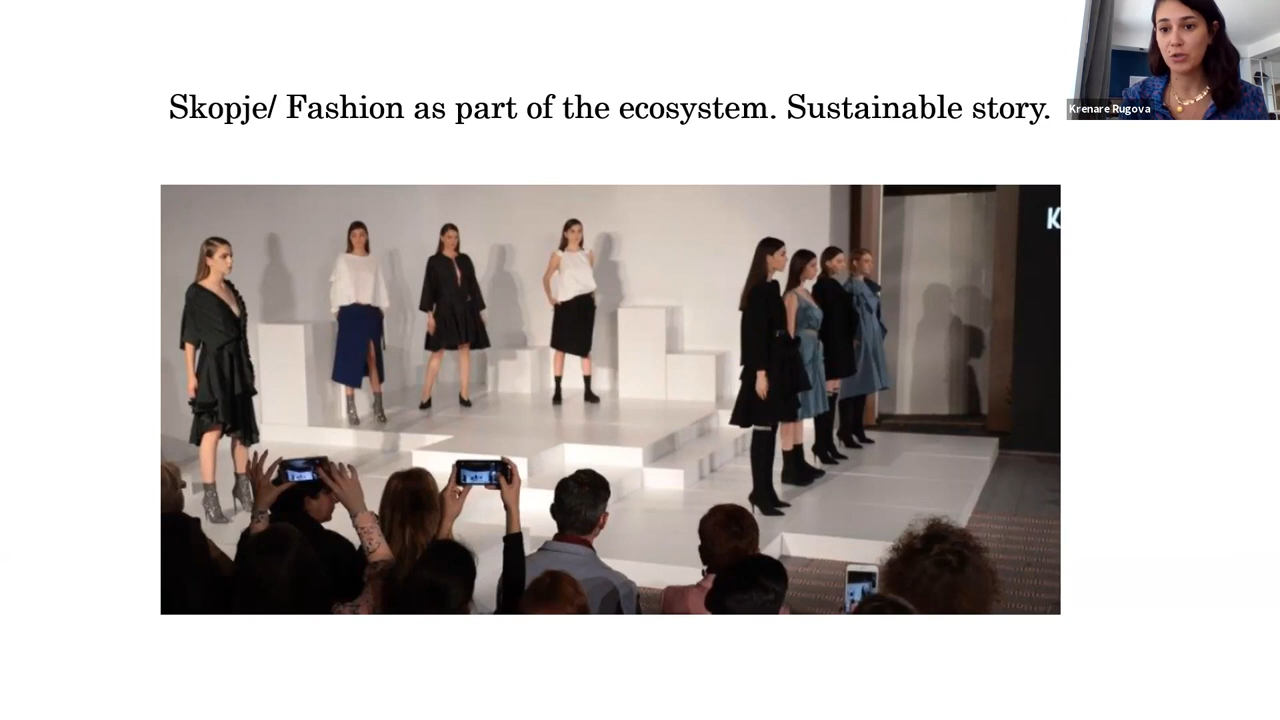 Skopje/ Fashion as part of the ecosystem. Sustainable story.
Krenare Rugova
K